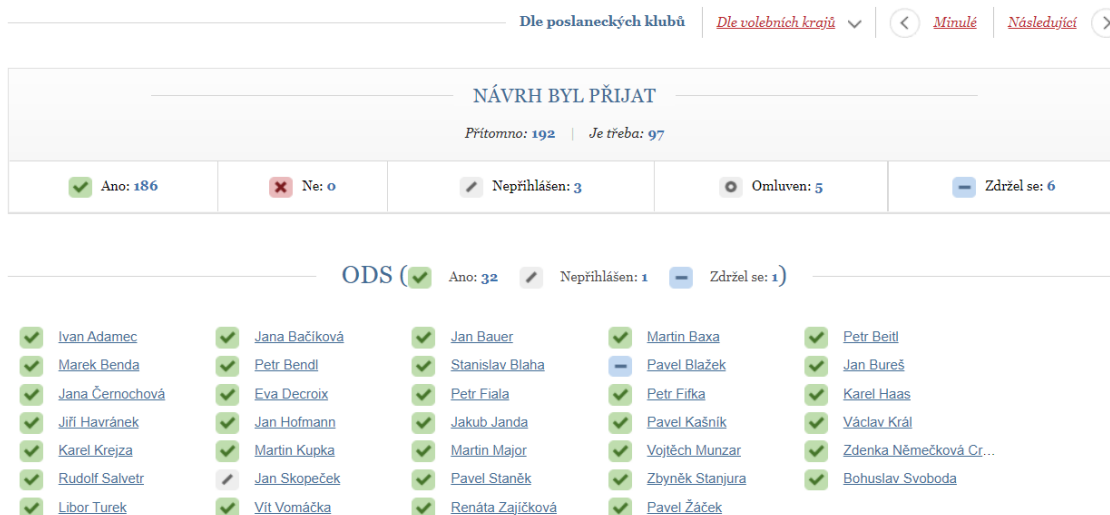 Dle poslaneckých klubů Dle volebních krajů Minulé Následující
NÁVRH BYL PŘIJAT
Přítomno: 192 | Je třeba: 97
Ano: 186 Ne: 0 Nepřihlášen: 3 Omluven: 5 Zdržel se: 6
ODS ( Ano: 32 Nepřihlášen: 1 Zdržel se: 1)
Ivan Adamec Jana Bačíková Jan Bauer Martin Baxa Petr Beitl
Marek Benda Petr Bendl Stanislav Blaha Pavel Blažek Jan Bureš
Jana Černochová Eva Decroix Petr Fiala Petr Fifka Karel Haas
Jiří Havránek Jan Hofmann Jakub Janda Pavel Kašník Václav Král
Karel Krejza Martin Kupka Martin Major Vojtěch Munzar Zdenka Němečková Cr...
Rudolf Salvetr Jan Skopeček Pavel Staněk Zbyněk Stanjura Bohuslav Svoboda
Libor Turek Vít Vomáčka Renáta Zajíčková Pavel Žáček